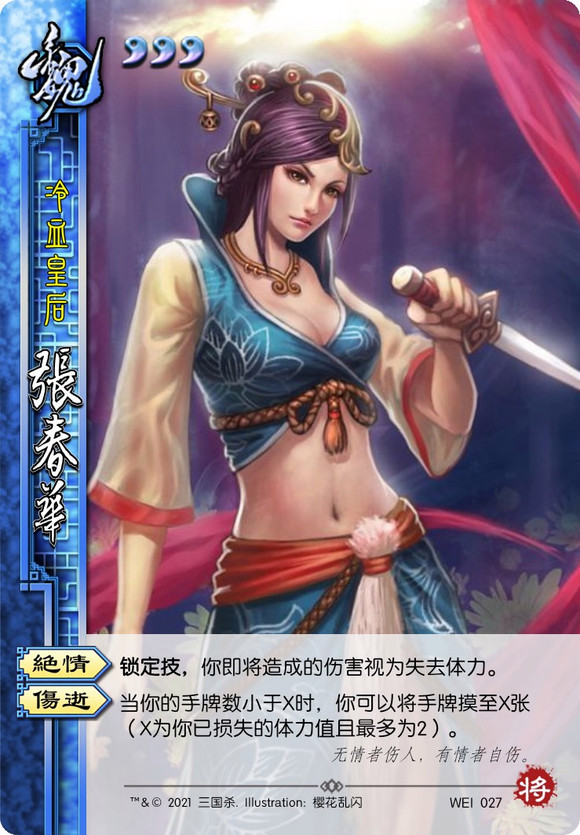 魏
冷血皇后
張春華
絕情
锁定技，你即将造成的伤害视为失去体力。
傷逝
当你的手牌数小于X时，你可以将手牌摸至X张
（X为你已损失的体力值且最多为2）。
无情者伤人，有情者自伤。
™&© 2021 三国杀. Illustration: 樱花乱闪
WEI 027
将